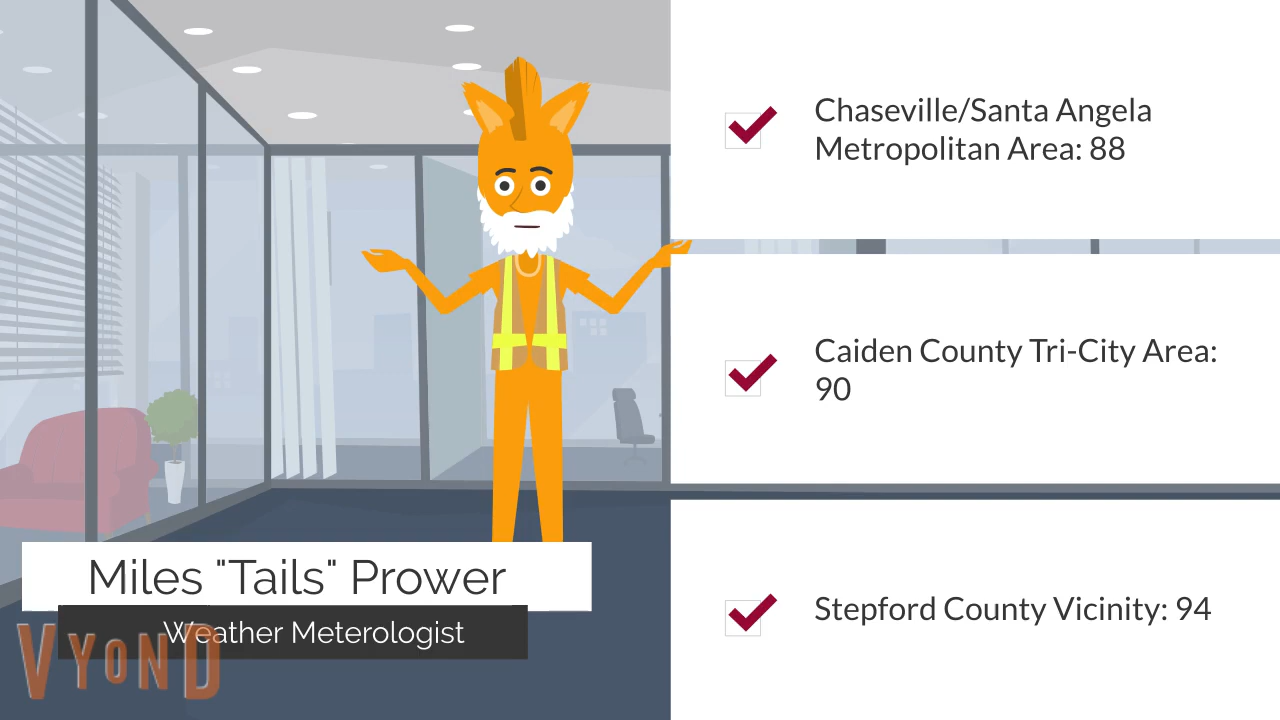 Chaseville/Santa Angela
Metropolitan Area: 88
Caiden County Tri-City Area:
90
Stepford County Vicinity: 94
Miles "Tails" Prower
Weather Meterologist
VYOND